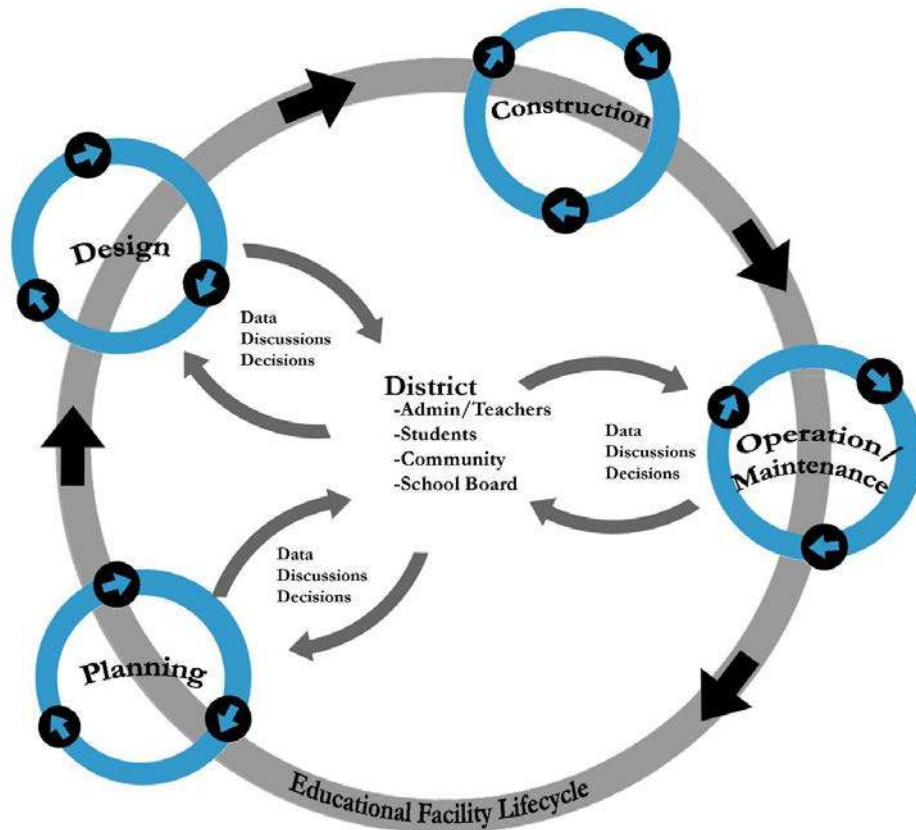 Construction
Design
Data
Discussions
Decisions
District
-Admin/Teachers
-Students
-Community
-School Board
Data
Discussions
Decisions
Operation/
Maintenance
Data
Discussions
Decisions
Planning
Educational Facility Lifecycle